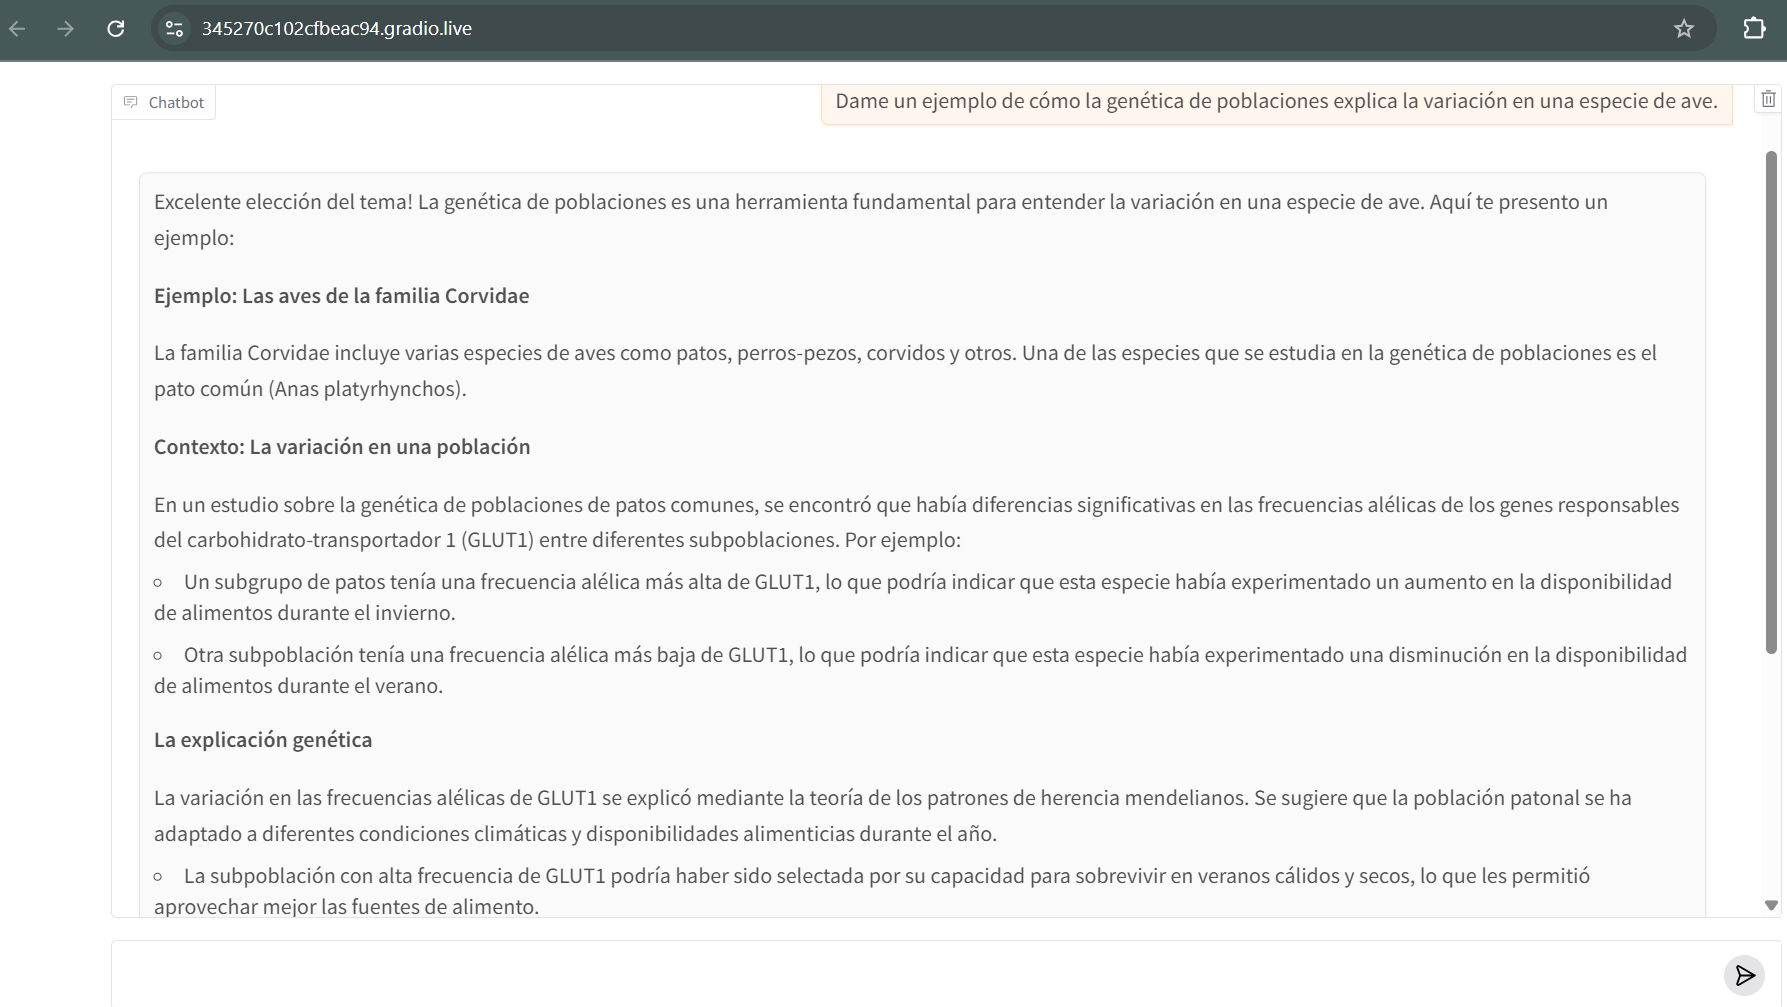 345270c102cfbeac94.gradio.live
Chatbot
Dame un ejemplo de cómo la genética de poblaciones explica la variación en una especie de ave.
Excelente elección del tema! La genética de poblaciones es una herramienta fundamental para entender la variación en una especie de ave. Aquí te presento un
ejemplo:
Ejemplo: Las aves de la familia Corvidae
La familia Corvidae incluye varias especies de aves como patos, perros-pezos, corvidos y otros. Una de las especies que se estudia en la genética de poblaciones es el
pato común (Anas platyrhynchos).
Contexto: La variación en una población
En un estudio sobre la genética de poblaciones de patos comunes, se encontró que había diferencias significativas en las frecuencias alélicas de los genes responsables
del carbohidrato-transportador 1 (GLUT1) entre diferentes subpoblaciones. Por ejemplo:
Un subgrupo de patos tenía una frecuencia alélica más alta de GLUT1, lo que podría indicar que esta especie había experimentado un aumento en la disponibilidad
de alimentos durante el invierno.
Otra subpoblación tenía una frecuencia alélica más baja de GLUT1, lo que podría indicar que esta especie había experimentado una disminución en la disponibilidad
de alimentos durante el verano.
La explicación genética
La variación en las frecuencias alélicas de GLUT1 se explicó mediante la teoría de los patrones de herencia mendelianos. Se sugiere que la población patonal se ha
adaptado a diferentes condiciones climáticas y disponibilidades alimenticias durante el año.
La subpoblación con alta frecuencia de GLUT1 podría haber sido selectada por su capacidad para sobrevivir en veranos cálidos y secos, lo que les permitió
aprovechar mejor las fuentes de alimento.